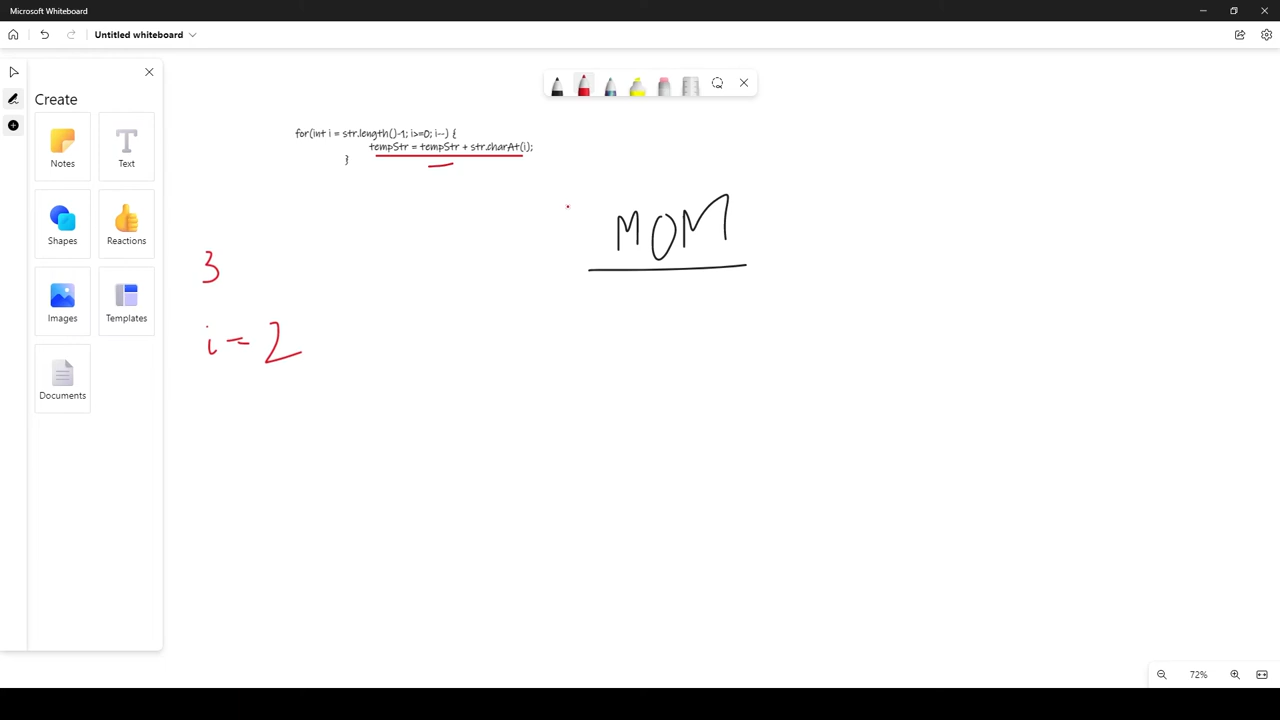 Microsoft Whiteboard
Untitled whiteboard
Create
Notes
Text
Shapes
Reactions
Images
Templates
Documents
for(int i = str.length()-1; i>=0; i--) {
tempStr = tempStr + str.charAt(i);
}
MOM
3
i = 2
72%